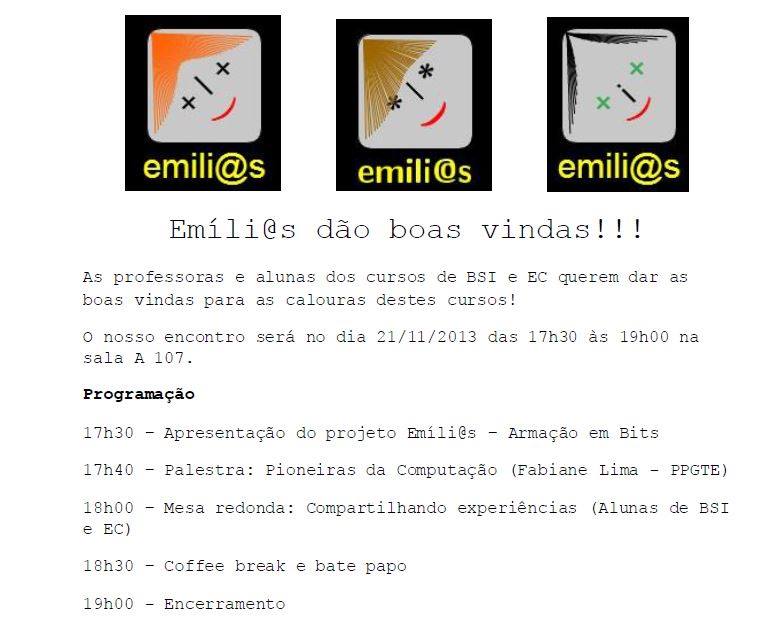 emili@s emili@s emili@s
Emíli@s dão boas vindas!!!
As professoras e alunas dos cursos de BSI e EC querem dar as
boas vindas para as calouras destes cursos!
O nosso encontro será no dia 21/11/2013 das 17h30 às 19h00 na
sala A 107.
Programação
17h30 – Apresentação do projeto Emíli@s – Armação em Bits
17h40 – Palestra: Pioneiras da Computação (Fabiane Lima - PPGTE)
18h00 – Mesa redonda: Compartilhando experiências (Alunas de BSI
e EC)
18h30 – Coffee break e bate papo
19h00 – Encerramento